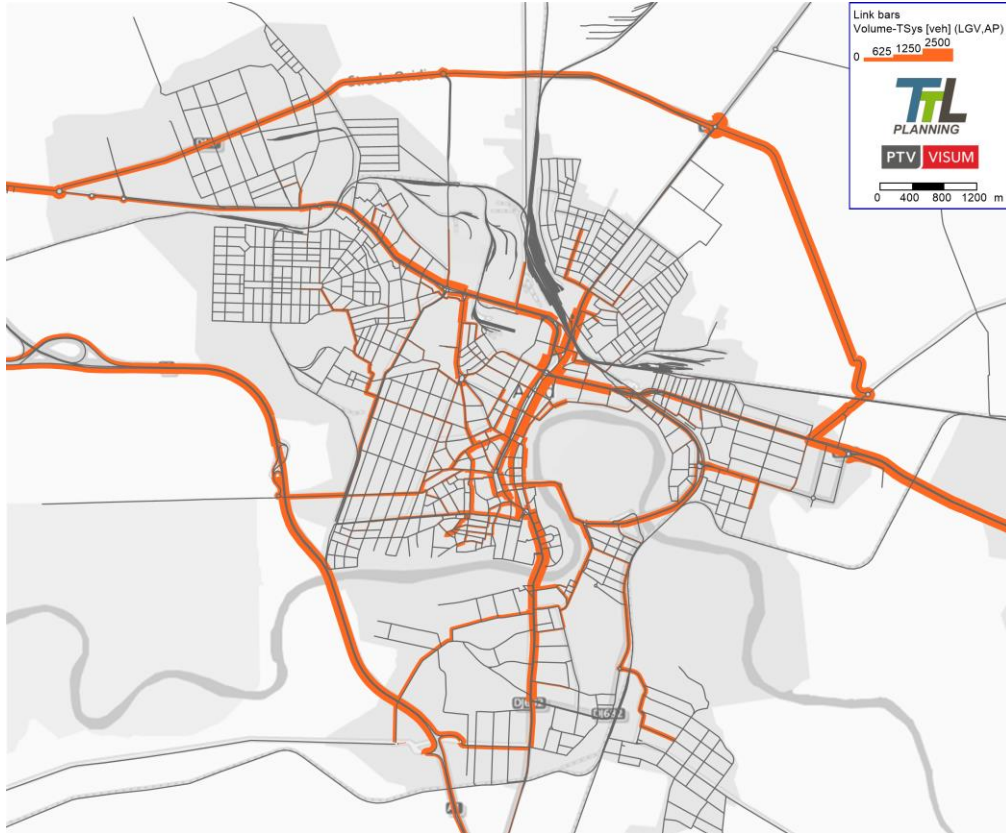 Link bars
Volume-TSys [veh] (LGV,AP)
0 625 1250 2500
TTL
PLANNING
PTV VISUM
0 400 800 1200 m
A